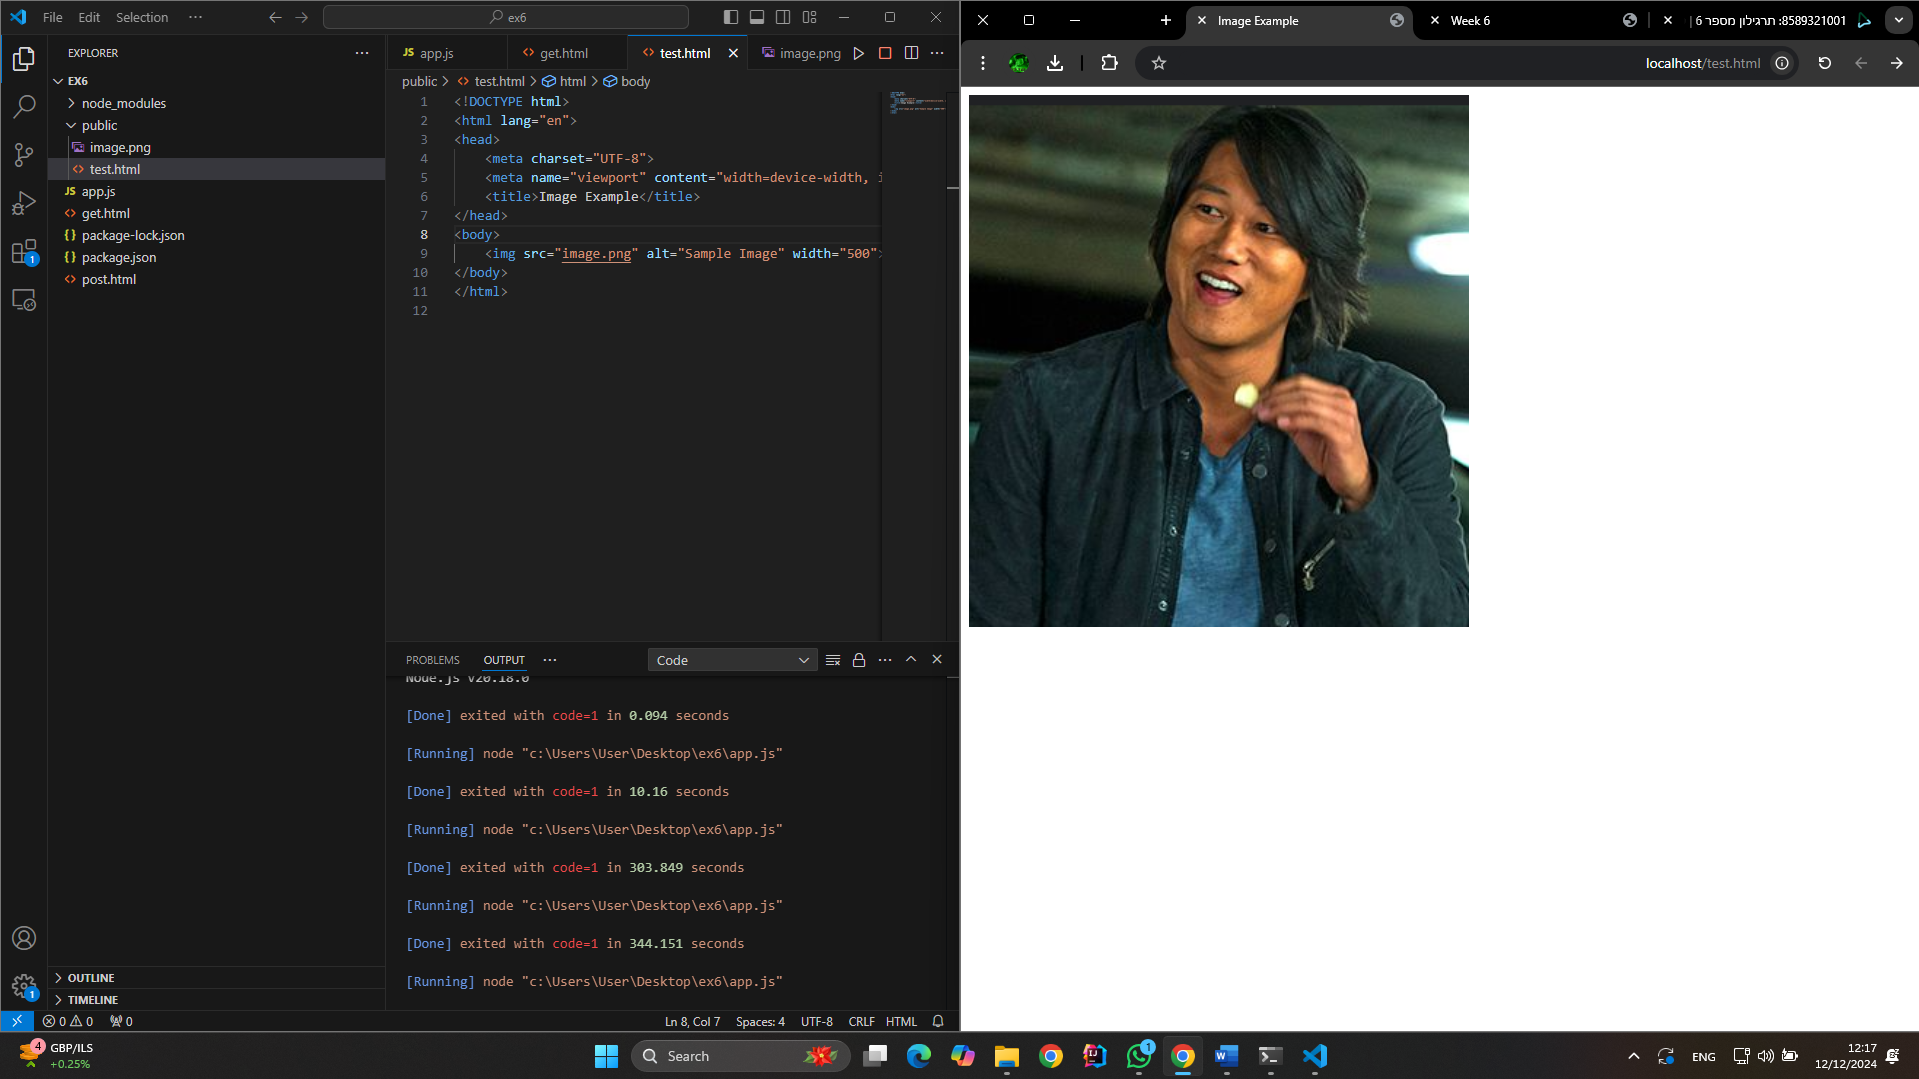 File Edit Selection ··· ex6
EXPLORER ···
EX6
node_modules
public
image.png
test.html
JS app.js
get.html
{} package-lock.json
{} package.json
post.html
OUTLINE
TIMELINE
JS app.js
get.html
test.html
image.png
public > test.html > html > body
1 <!DOCTYPE html>
2 <html lang="en">
3 <head>
4 <meta charset="UTF-8">
5 <meta name="viewport" content="width=device-width, i
6 <title>Image Example</title>
7 </head>
8 <body>
9 <img src="image.png" alt="Sample Image" width="500">
10 </body>
11 </html>
12
PROBLEMS OUTPUT ··· Code
Node.js v20.18.0
[Done] exited with code=1 in 0.094 seconds
[Running] node "c:\Users\User\Desktop\ex6\app.js"
[Done] exited with code=1 in 10.16 seconds
[Running] node "c:\Users\User\Desktop\ex6\app.js"
[Done] exited with code=1 in 303.849 seconds
[Running] node "c:\Users\User\Desktop\ex6\app.js"
[Done] exited with code=1 in 344.151 seconds
[Running] node "c:\Users\User\Desktop\ex6\app.js"
0 0 0 Ln 8, Col 7 Spaces: 4 UTF-8 CRLF HTML
Image Example
Week 6
8589321001: תרגילון מספר 6 |
localhost/test.html
4 GBP/ILS
+0.25%
Search
1
ENG
12:17
12/12/2024